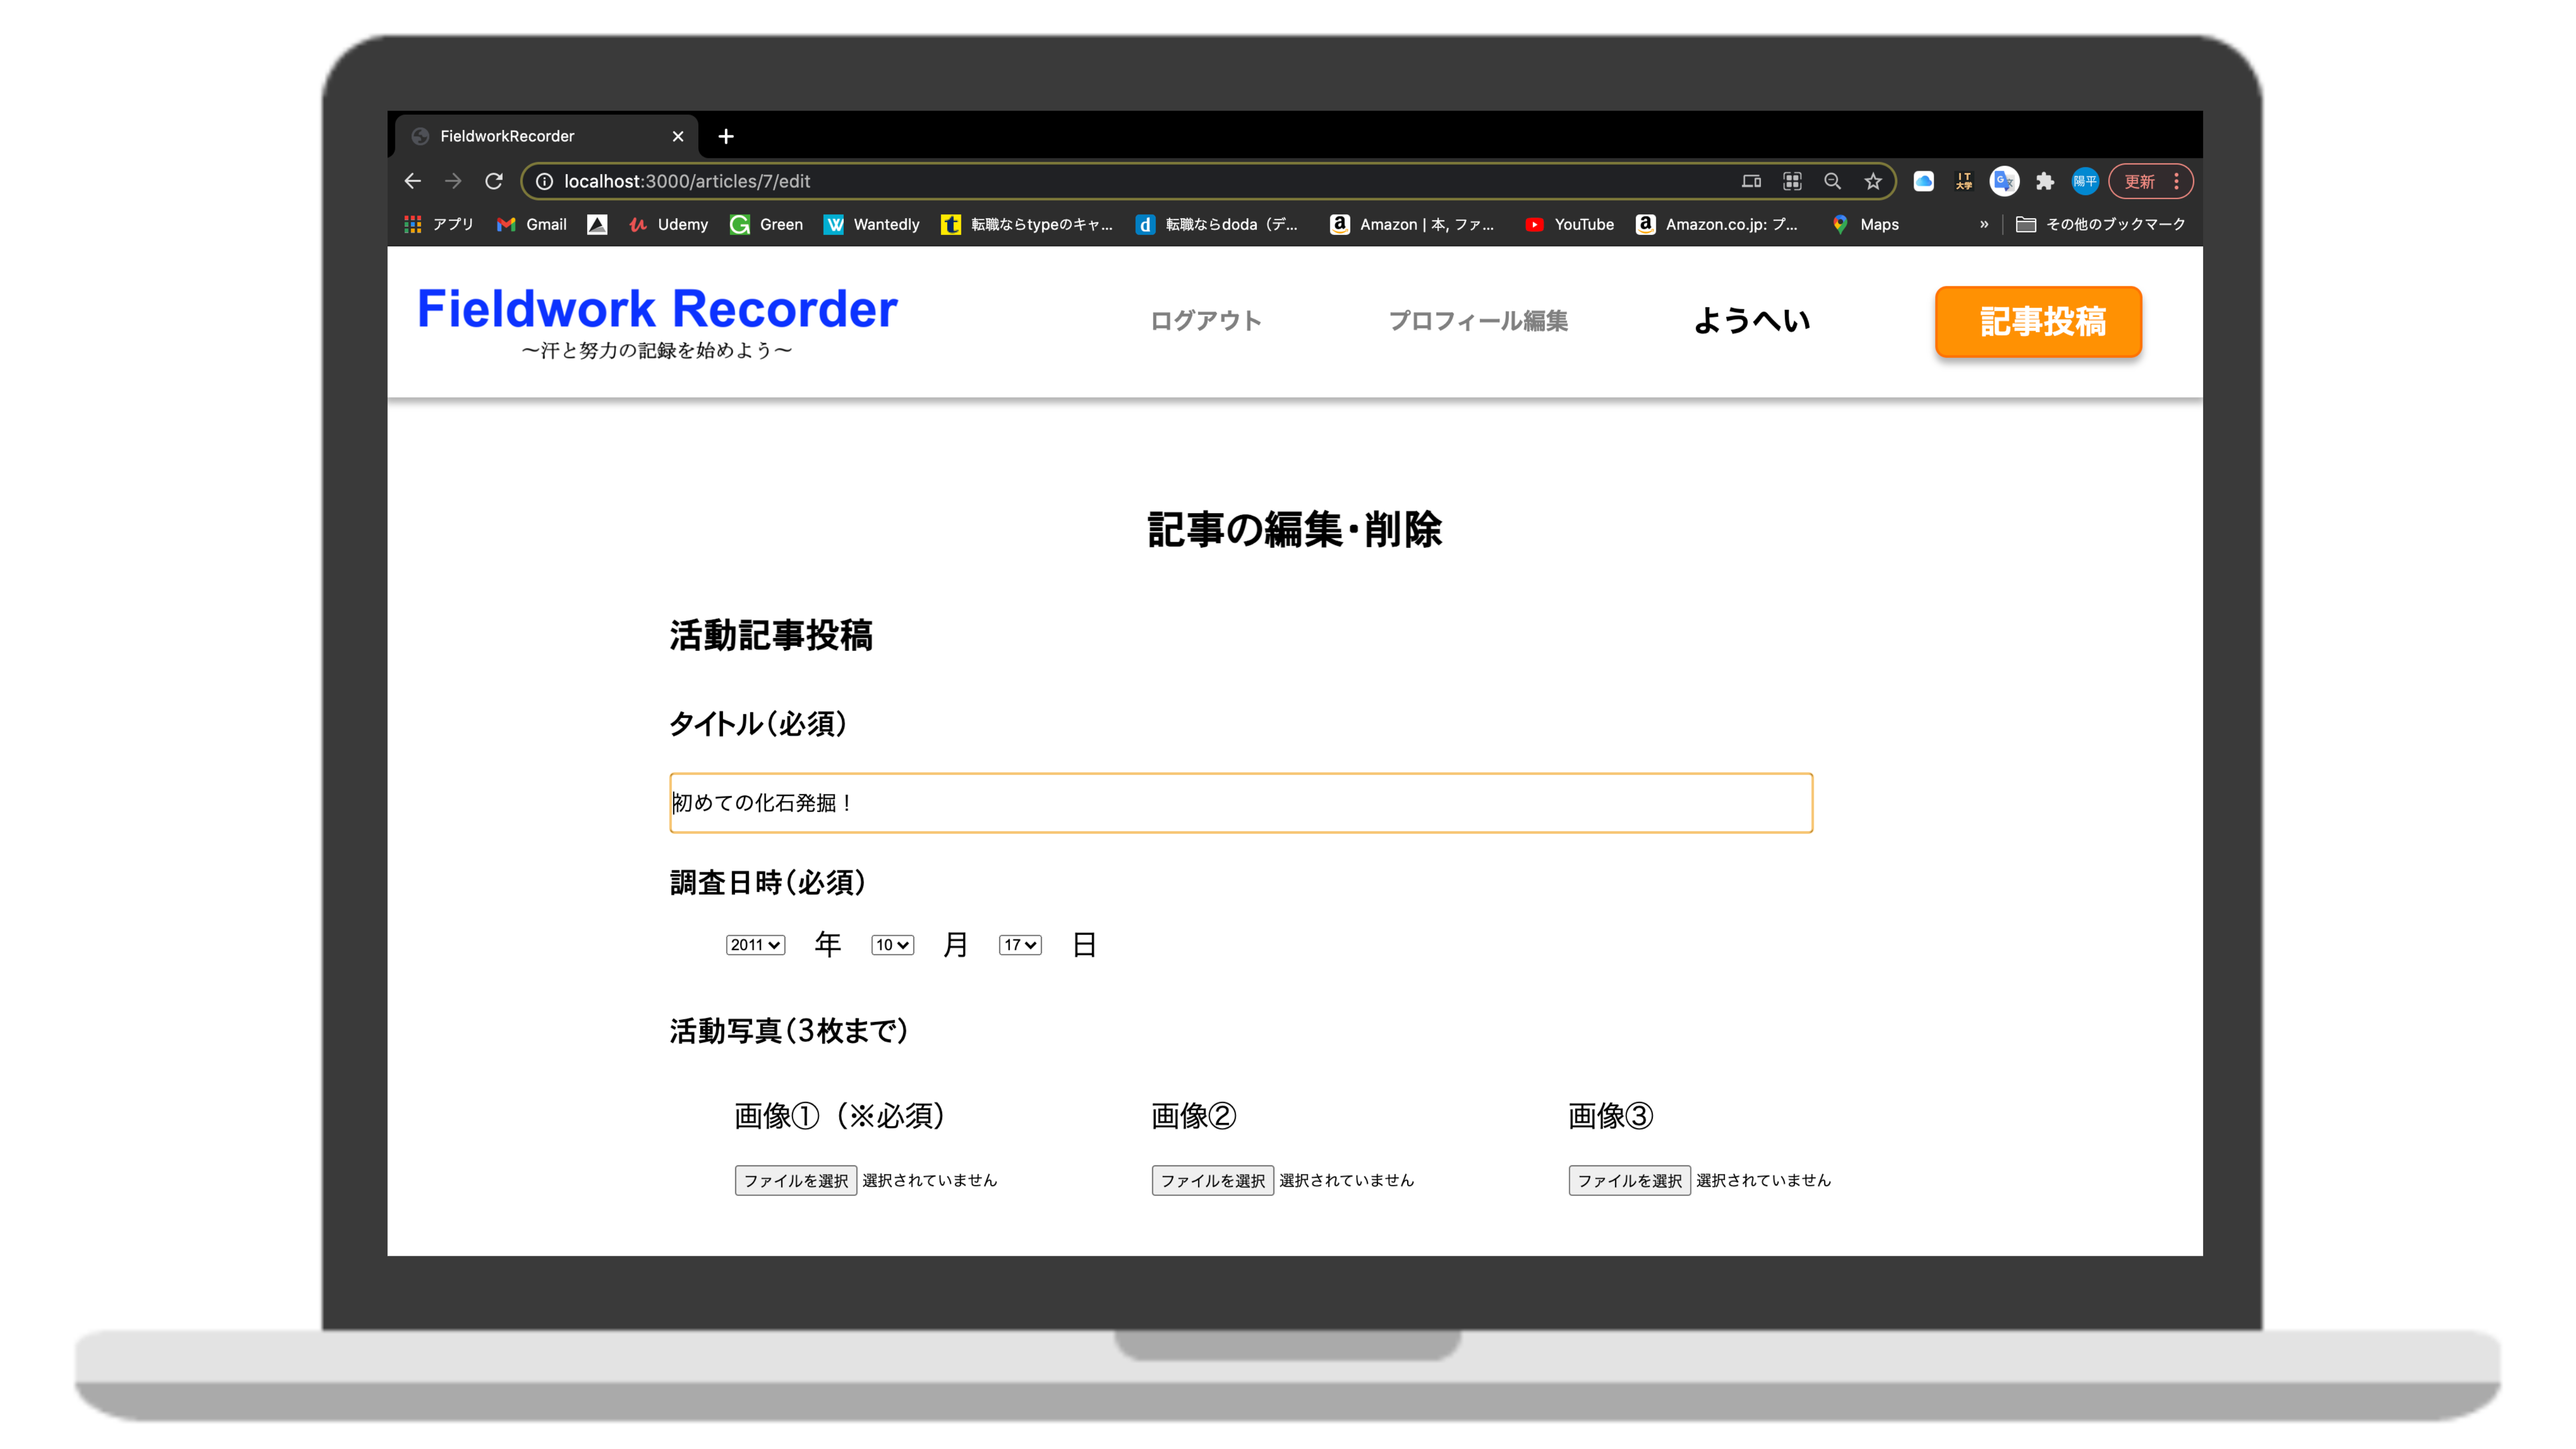 FieldworkRecorder
localhost:3000/articles/7/edit
IT大学
陽平
更新
アプリ Gmail Udemy Green Wantedly 転職ならtypeのキャ... 転職ならdoda（デ... Amazon | 本, ファ... YouTube Amazon.co.jp: プ... Maps » その他のブックマーク
Fieldwork Recorder
〜汗と努力の記録を始めよう〜
ログアウト プロフィール編集 ようへい 記事投稿
記事の編集・削除
活動記事投稿
タイトル（必須）
初めての化石発掘！
調査日時（必須）
2011 年 10 月 17 日
活動写真（3枚まで）
画像①（※必須） 画像② 画像③
ファイルを選択 選択されていません ファイルを選択 選択されていません ファイルを選択 選択されていません